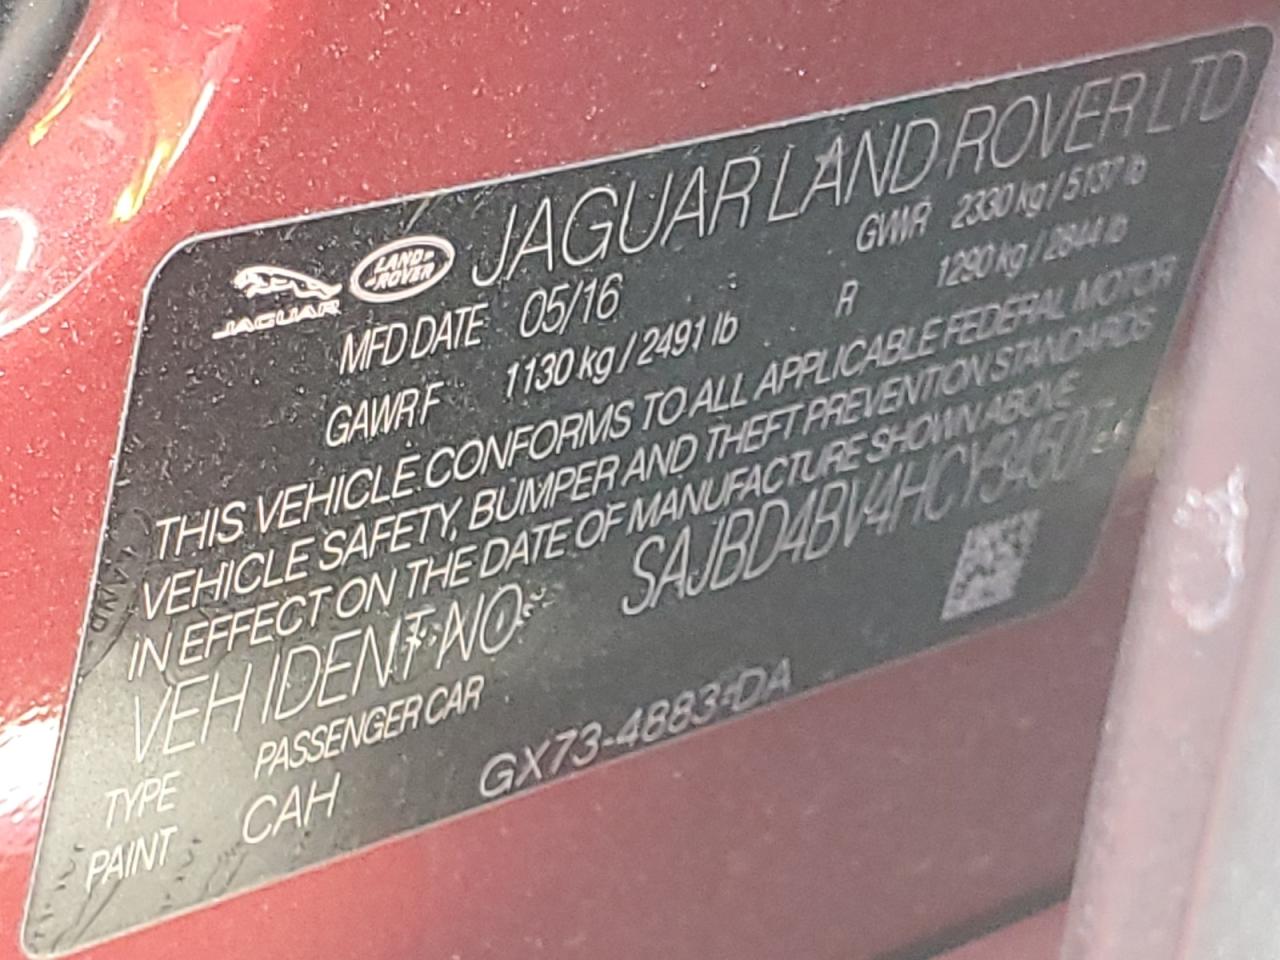 JAGUAR
LAND ROVER
JAGUAR LAND ROVER LTD
MFD DATE 05/16 GVWR 2330 kg / 5137 lb
GAWR F 1130 kg / 2491 lb R 1290 kg / 2844 lb
THIS VEHICLE CONFORMS TO ALL APPLICABLE FEDERAL MOTOR
VEHICLE SAFETY, BUMPER AND THEFT PREVENTION STANDARDS
IN EFFECT ON THE DATE OF MANUFACTURE SHOWN ABOVE
VEH IDENT NO
TYPE PASSENGER CAR
PAINT CAH GX73-4883-DA